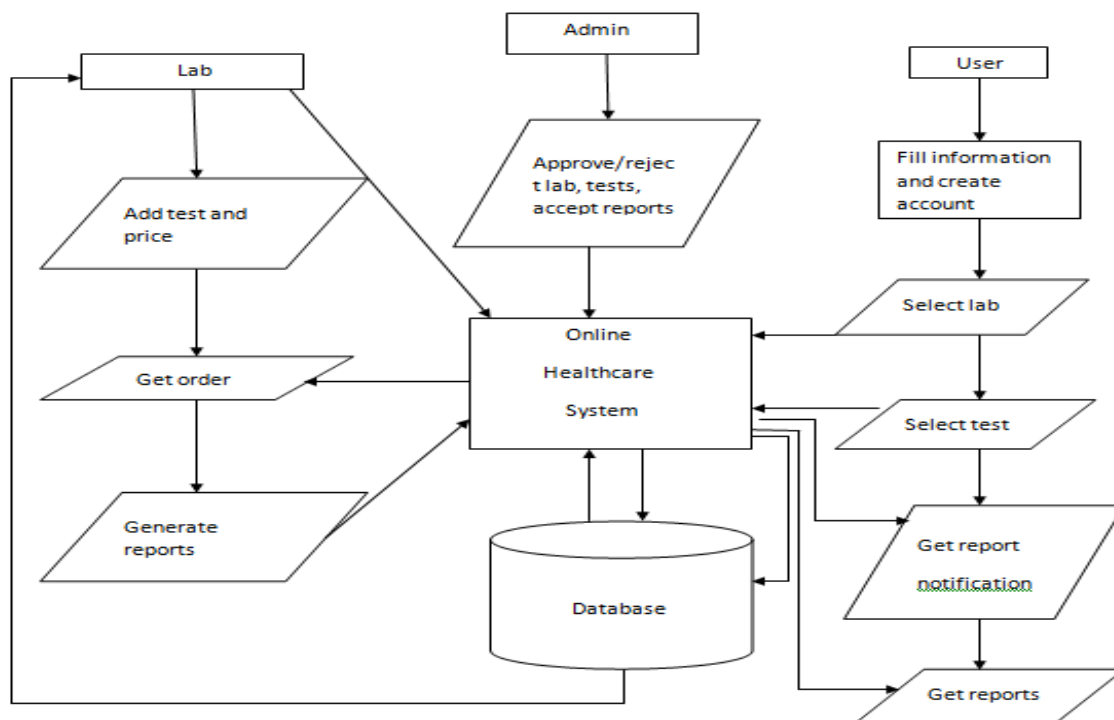 Admin
Lab
User
Approve/rejec
t lab, tests,
accept reports
Fill information
and create
account
Add test and
price
Select lab
Online
Healthcare
System
Get order
Select test
Generate
reports
Get report
notification
Database
Get reports